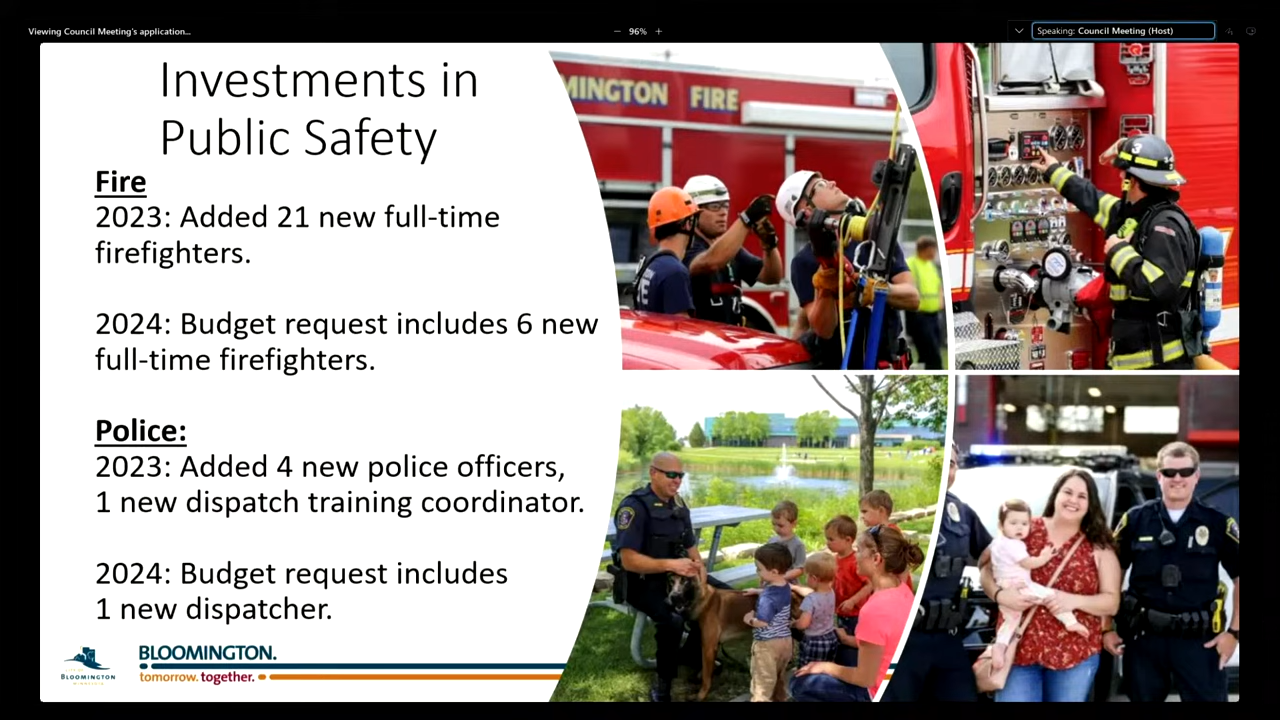 Viewing Council Meeting's application...
− 96% +
Speaking: Council Meeting (Host)
Investments in
Public Safety
Fire
2023: Added 21 new full-time
firefighters.
2024: Budget request includes 6 new
full-time firefighters.
Police:
2023: Added 4 new police officers,
1 new dispatch training coordinator.
2024: Budget request includes
1 new dispatcher.
MINGTON FIRE
3
BLOOMINGTON
BLOOMINGTON.
tomorrow. together.